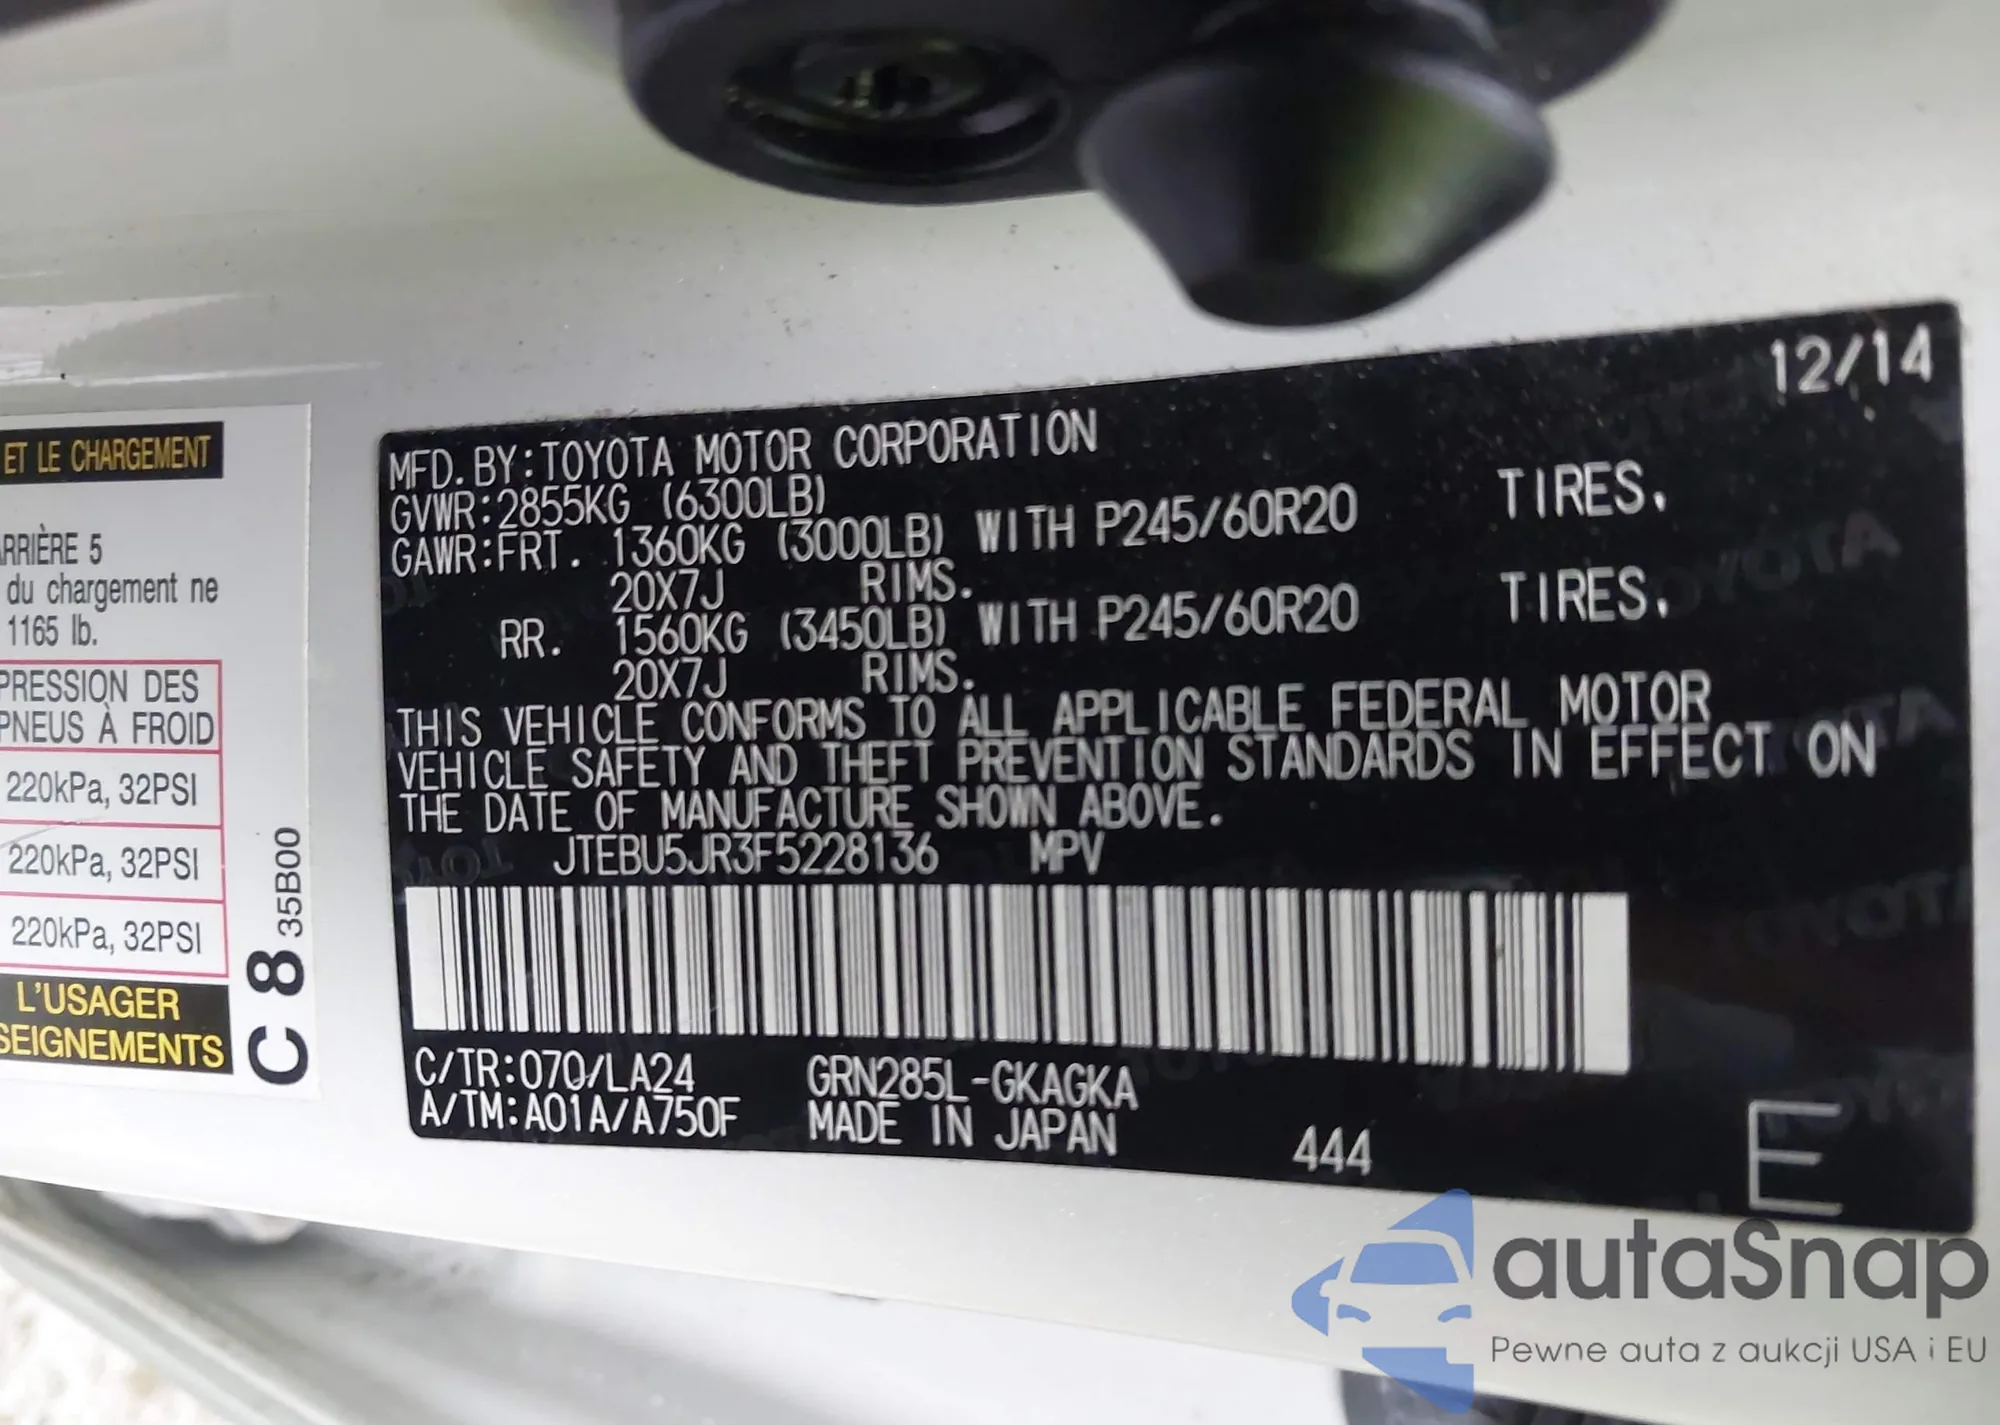 ET LE CHARGEMENT
ARRIÈRE 5
du chargement ne
1165 lb.
PRESSION DES
PNEUS À FROID
220kPa, 32PSI
220kPa, 32PSI
220kPa, 32PSI
L'USAGER
SEIGNEMENTS
C 8 35B00
12/14
MFD. BY:TOYOTA MOTOR CORPORATION
GVWR:2855KG (6300LB)
GAWR:FRT. 1360KG (3000LB) WITH P245/60R20 TIRES.
20X7J RIMS.
RR. 1560KG (3450LB) WITH P245/60R20 TIRES.
20X7J RIMS.
THIS VEHICLE CONFORMS TO ALL APPLICABLE FEDERAL MOTOR
VEHICLE SAFETY AND THEFT PREVENTION STANDARDS IN EFFECT ON
THE DATE OF MANUFACTURE SHOWN ABOVE.
JTEBU5JR3F5228136 MPV
C/TR:070/LA24 GRN285L-GKAGKA
A/TM:A01A/A750F MADE IN JAPAN
444
E
autaSnap
Pewne auta z aukcji USA i EU